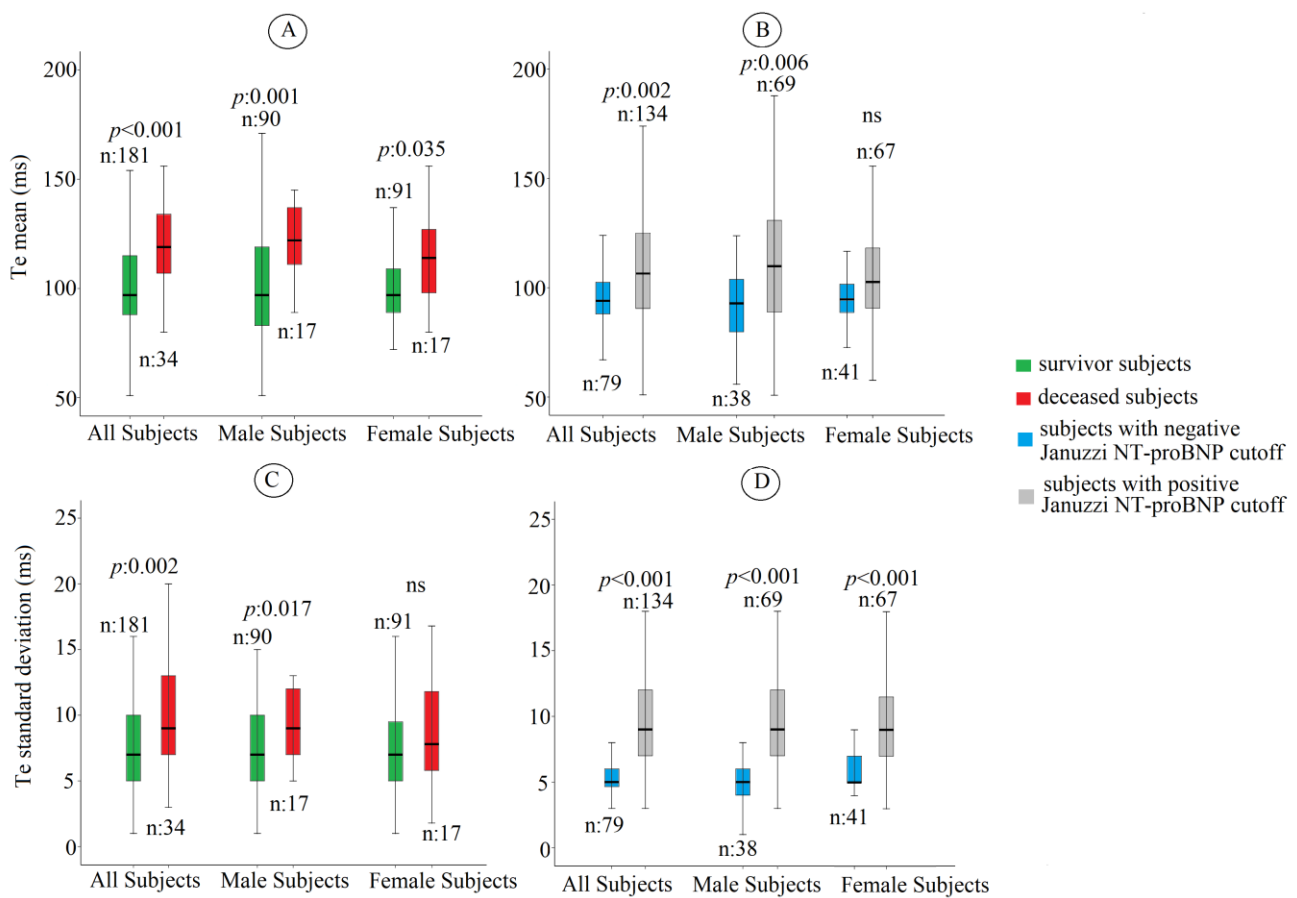 A
200
150
100
50
Te mean (ms)
p<0.001
n:181
n:34
p:0.001
n:90
n:17
p:0.035
n:91
n:17
All Subjects Male Subjects Female Subjects
B
200
150
100
50
p:0.002
n:134
n:79
p:0.006
n:69
n:38
ns
n:67
n:41
All Subjects Male Subjects Female Subjects
survivor subjects
deceased subjects
subjects with negative
Januzzi NT-proBNP cutoff
subjects with positive
Januzzi NT-proBNP cutoff
C
25
20
15
10
5
0
Te standard deviation (ms)
p:0.002
n:181
n:34
p:0.017
n:90
n:17
ns
n:91
n:17
All Subjects Male Subjects Female Subjects
D
25
20
15
10
5
0
p<0.001
n:134
n:79
p<0.001
n:69
n:38
p<0.001
n:67
n:41
All Subjects Male Subjects Female Subjects